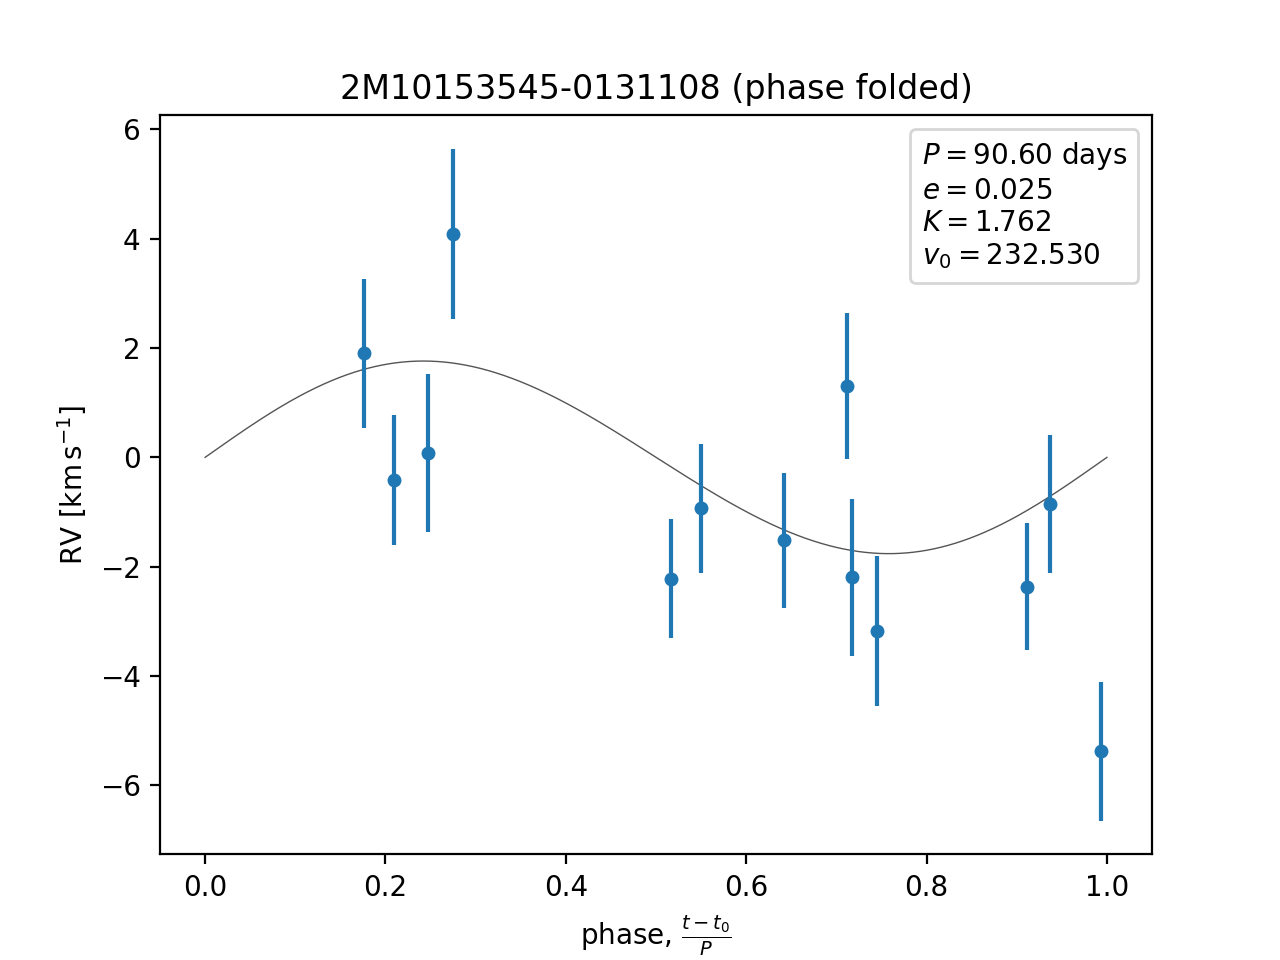 2M10153545-0131108 (phase folded)
P = 90.60 days
e = 0.025
K = 1.762
v₀ = 232.530
6
4
2
0
−2
−4
−6
RV [km s⁻¹]
0.0 0.2 0.4 0.6 0.8 1.0
phase, (t − t₀)/P